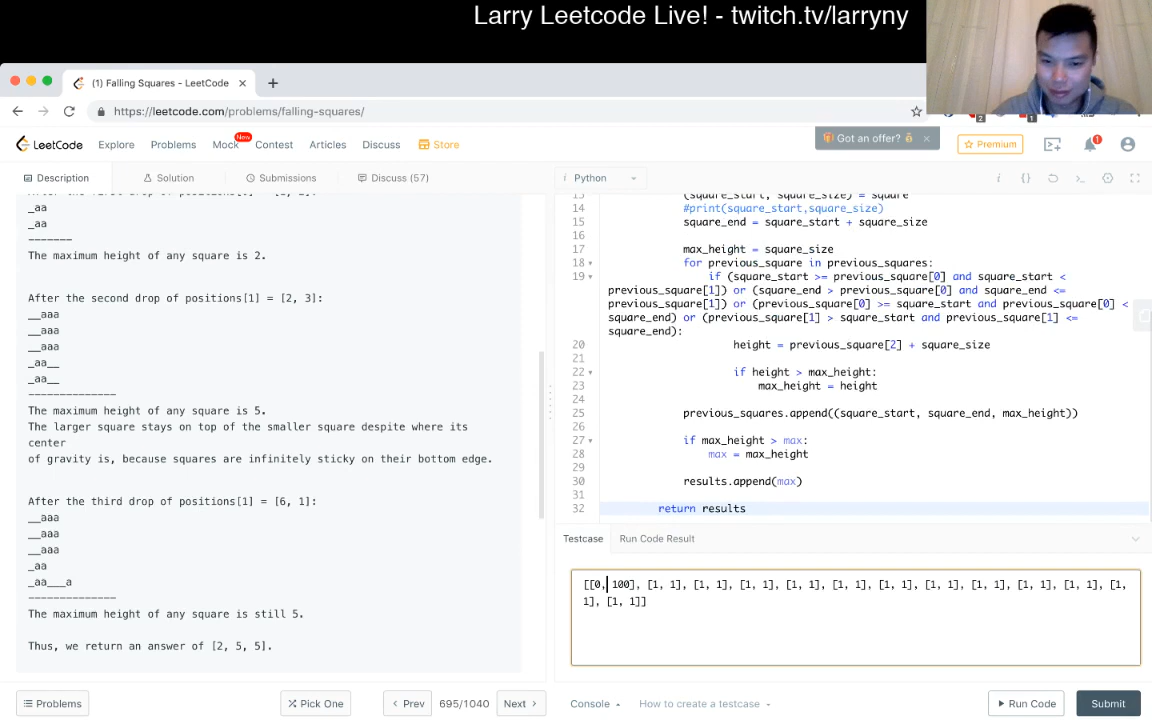 Larry Leetcode Live! - twitch.tv/larryny
(1) Falling Squares - LeetCode
https://leetcode.com/problems/falling-squares/
2
1
LeetCode Explore Problems Mock New Contest Articles Discuss Store
Got an offer?
Premium
1
Description Solution Submissions Discuss (57)
Python
_aa
_aa
-------
The maximum height of any square is 2.
After the second drop of positions[1] = [2, 3]:
__aaa
__aaa
__aaa
_aa__
_aa__
--------------
The maximum height of any square is 5.
The larger square stays on top of the smaller square despite where its
center
of gravity is, because squares are infinitely sticky on their bottom edge.
After the third drop of positions[1] = [6, 1]:
__aaa
__aaa
__aaa
_aa
_aa___a
--------------
The maximum height of any square is still 5.
Thus, we return an answer of [2, 5, 5].
13 (square_start, square_size) = square
14 #print(square_start,square_size)
15 square_end = square_start + square_size
16
17 max_height = square_size
18 for previous_square in previous_squares:
19 if (square_start >= previous_square[0] and square_start <
previous_square[1]) or (square_end > previous_square[0] and square_end <=
previous_square[1]) or (previous_square[0] >= square_start and previous_square[0] <
square_end) or (previous_square[1] > square_start and previous_square[1] <=
square_end):
20 height = previous_square[2] + square_size
21
22 if height > max_height:
23 max_height = height
24
25 previous_squares.append((square_start, square_end, max_height))
26
27 if max_height > max:
28 max = max_height
29
30 results.append(max)
31
32 return results
Testcase Run Code Result
[[0, 100], [1, 1], [1, 1], [1, 1], [1, 1], [1, 1], [1, 1], [1, 1], [1, 1], [1, 1], [1, 1], [1,
1], [1, 1]]
Problems Pick One Prev 695/1040 Next Console How to create a testcase Run Code Submit